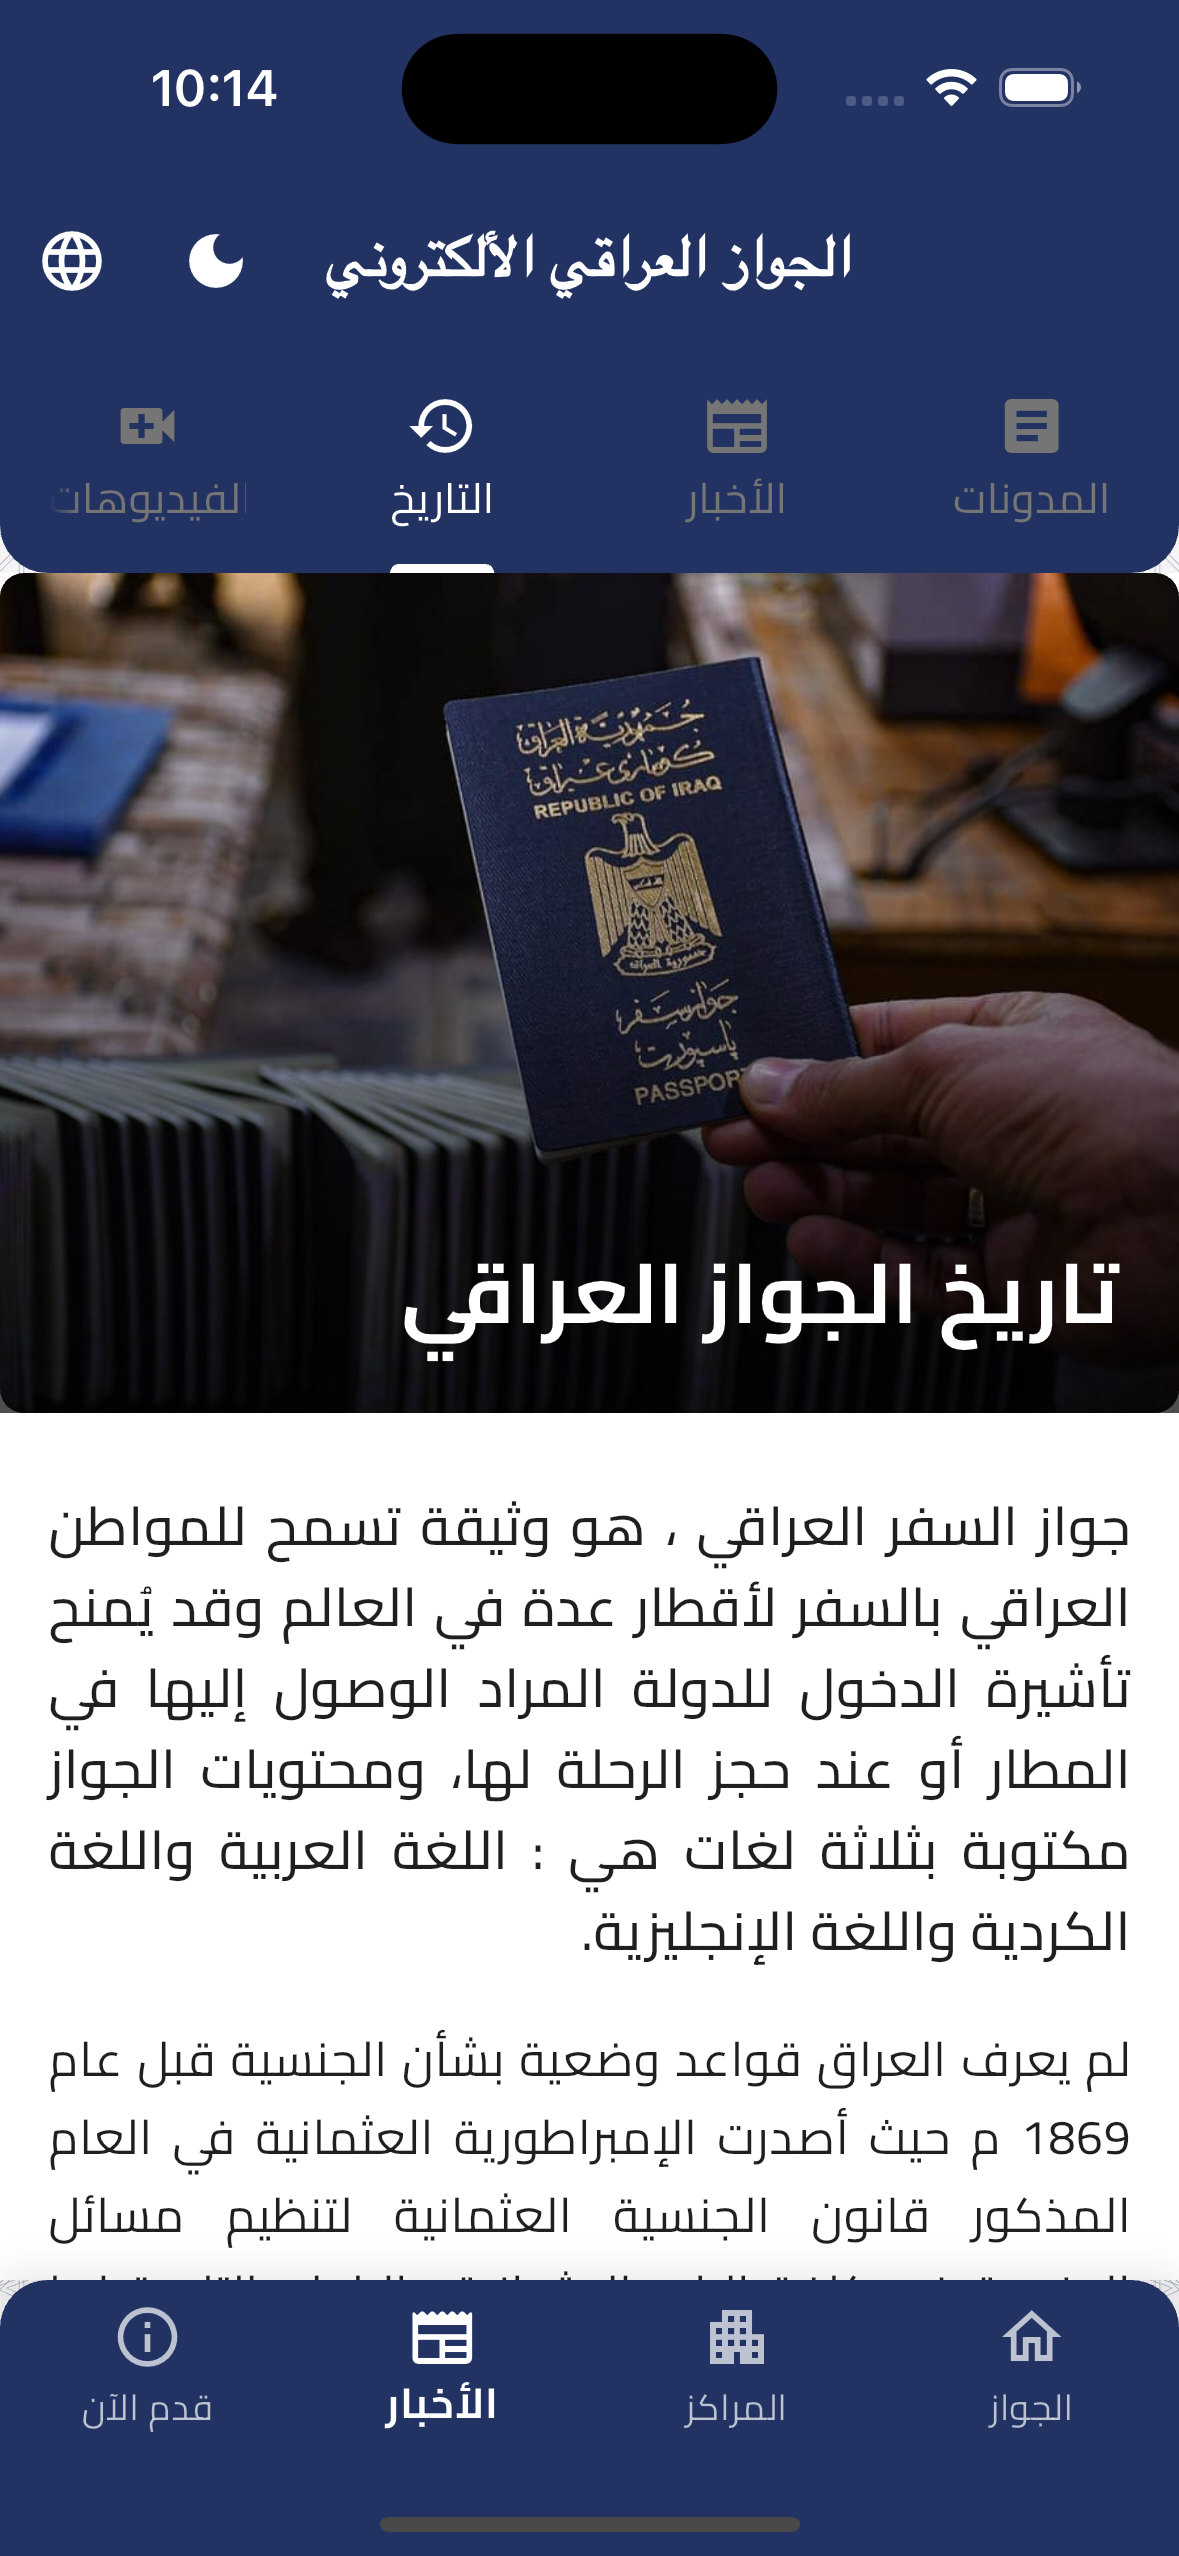 10:14
الجواز العراقي الألكتروني
المدونات
الأخبار
التاريخ
الفيديوهات
جمهورية العراق
كۆماری عێراق
REPUBLIC OF IRAQ
جمهورية العراق
جواز سفر
پاسپورت
PASSPORT
تاريخ الجواز العراقي
جواز السفر العراقي ، هو وثيقة تسمح للمواطن
العراقي بالسفر لأقطار عدة في العالم وقد يُمنح
تأشيرة الدخول للدولة المراد الوصول إليها في
المطار أو عند حجز الرحلة لها، ومحتويات الجواز
مكتوبة بثلاثة لغات هي : اللغة العربية واللغة
الكردية واللغة الإنجليزية.
لم يعرف العراق قواعد وضعية بشأن الجنسية قبل عام
1869 م حيث أصدرت الإمبراطورية العثمانية في العام
المذكور قانون الجنسية العثمانية لتنظيم مسائل
الجواز
المراكز
الأخبار
قدم الآن